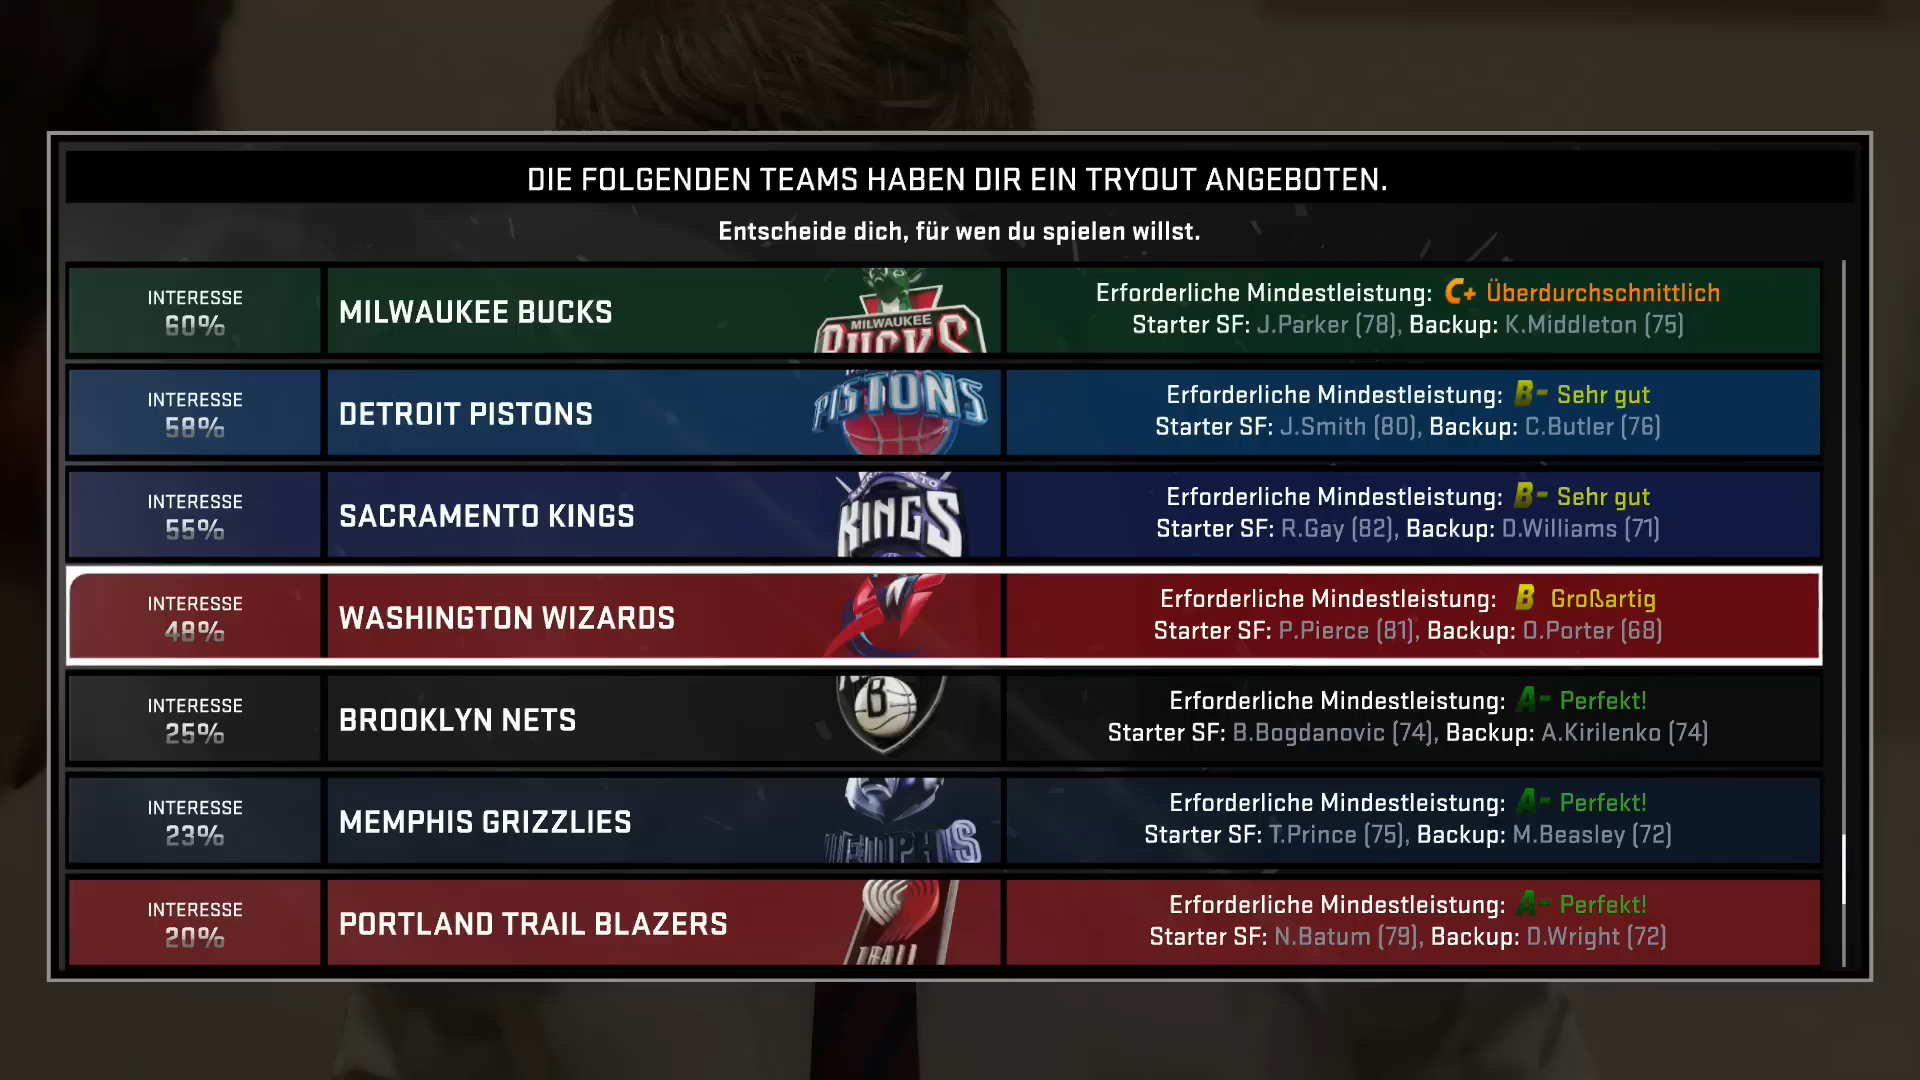 DIE FOLGENDEN TEAMS HABEN DIR EIN TRYOUT ANGEBOTEN.
Entscheide dich, für wen du spielen willst.
INTERESSE
60%
MILWAUKEE BUCKS
MILWAUKEE
BUCKS
Erforderliche Mindestleistung: C+ Überdurchschnittlich
Starter SF: J.Parker (78), Backup: K.Middleton (75)
INTERESSE
58%
DETROIT PISTONS
PISTONS
Erforderliche Mindestleistung: B- Sehr gut
Starter SF: J.Smith (80), Backup: C.Butler (76)
INTERESSE
55%
SACRAMENTO KINGS
KINGS
Erforderliche Mindestleistung: B- Sehr gut
Starter SF: R.Gay (82), Backup: D.Williams (71)
INTERESSE
48%
WASHINGTON WIZARDS
W
Erforderliche Mindestleistung: B Großartig
Starter SF: P.Pierce (81), Backup: O.Porter (68)
INTERESSE
25%
BROOKLYN NETS
B
Erforderliche Mindestleistung: A- Perfekt!
Starter SF: B.Bogdanovic (74), Backup: A.Kirilenko (74)
INTERESSE
23%
MEMPHIS GRIZZLIES
MEMPHIS
Erforderliche Mindestleistung: A- Perfekt!
Starter SF: T.Prince (75), Backup: M.Beasley (72)
INTERESSE
20%
PORTLAND TRAIL BLAZERS
TRAIL
Erforderliche Mindestleistung: A- Perfekt!
Starter SF: N.Batum (79), Backup: D.Wright (72)